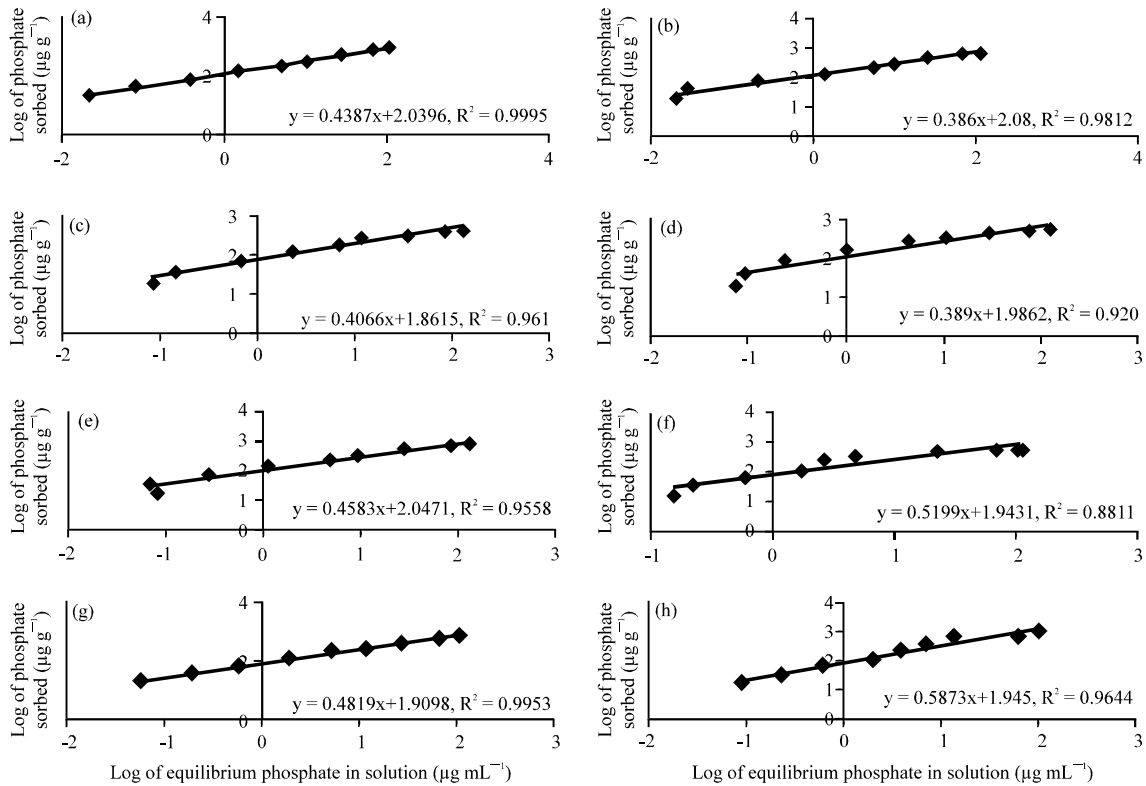 (a)
Log of phosphate
sorbed (µg g⁻¹)
4
2
0
y = 0.4387x+2.0396, R² = 0.9995
-2 0 2 4
(b)
Log of phosphate
sorbed (µg g⁻¹)
4
3
2
1
0
y = 0.386x+2.08, R² = 0.9812
-2 0 2 4
(c)
Log of phosphate
sorbed (µg g⁻¹)
3
2
1
0
y = 0.4066x+1.8615, R² = 0.961
-2 -1 0 1 2 3
(d)
Log of phosphate
sorbed (µg g⁻¹)
3
2
1
0
y = 0.389x+1.9862, R² = 0.920
-2 -1 0 1 2 3
(e)
Log of phosphate
sorbed (µg g⁻¹)
4
3
2
1
0
y = 0.4583x+2.0471, R² = 0.9558
-2 -1 0 1 2 3
(f)
Log of phosphate
sorbed (µg g⁻¹)
4
3
2
1
0
y = 0.5199x+1.9431, R² = 0.8811
-1 0 1 2 3
(g)
Log of phosphate
sorbed (µg g⁻¹)
4
2
0
y = 0.4819x+1.9098, R² = 0.9953
-2 -1 0 1 2 3
Log of equilibrium phosphate in solution (µg mL⁻¹)
(h)
Log of phosphate
sorbed (µg g⁻¹)
4
3
2
1
0
y = 0.5873x+1.945, R² = 0.9644
-2 -1 0 1 2 3
Log of equilibrium phosphate in solution (µg mL⁻¹)